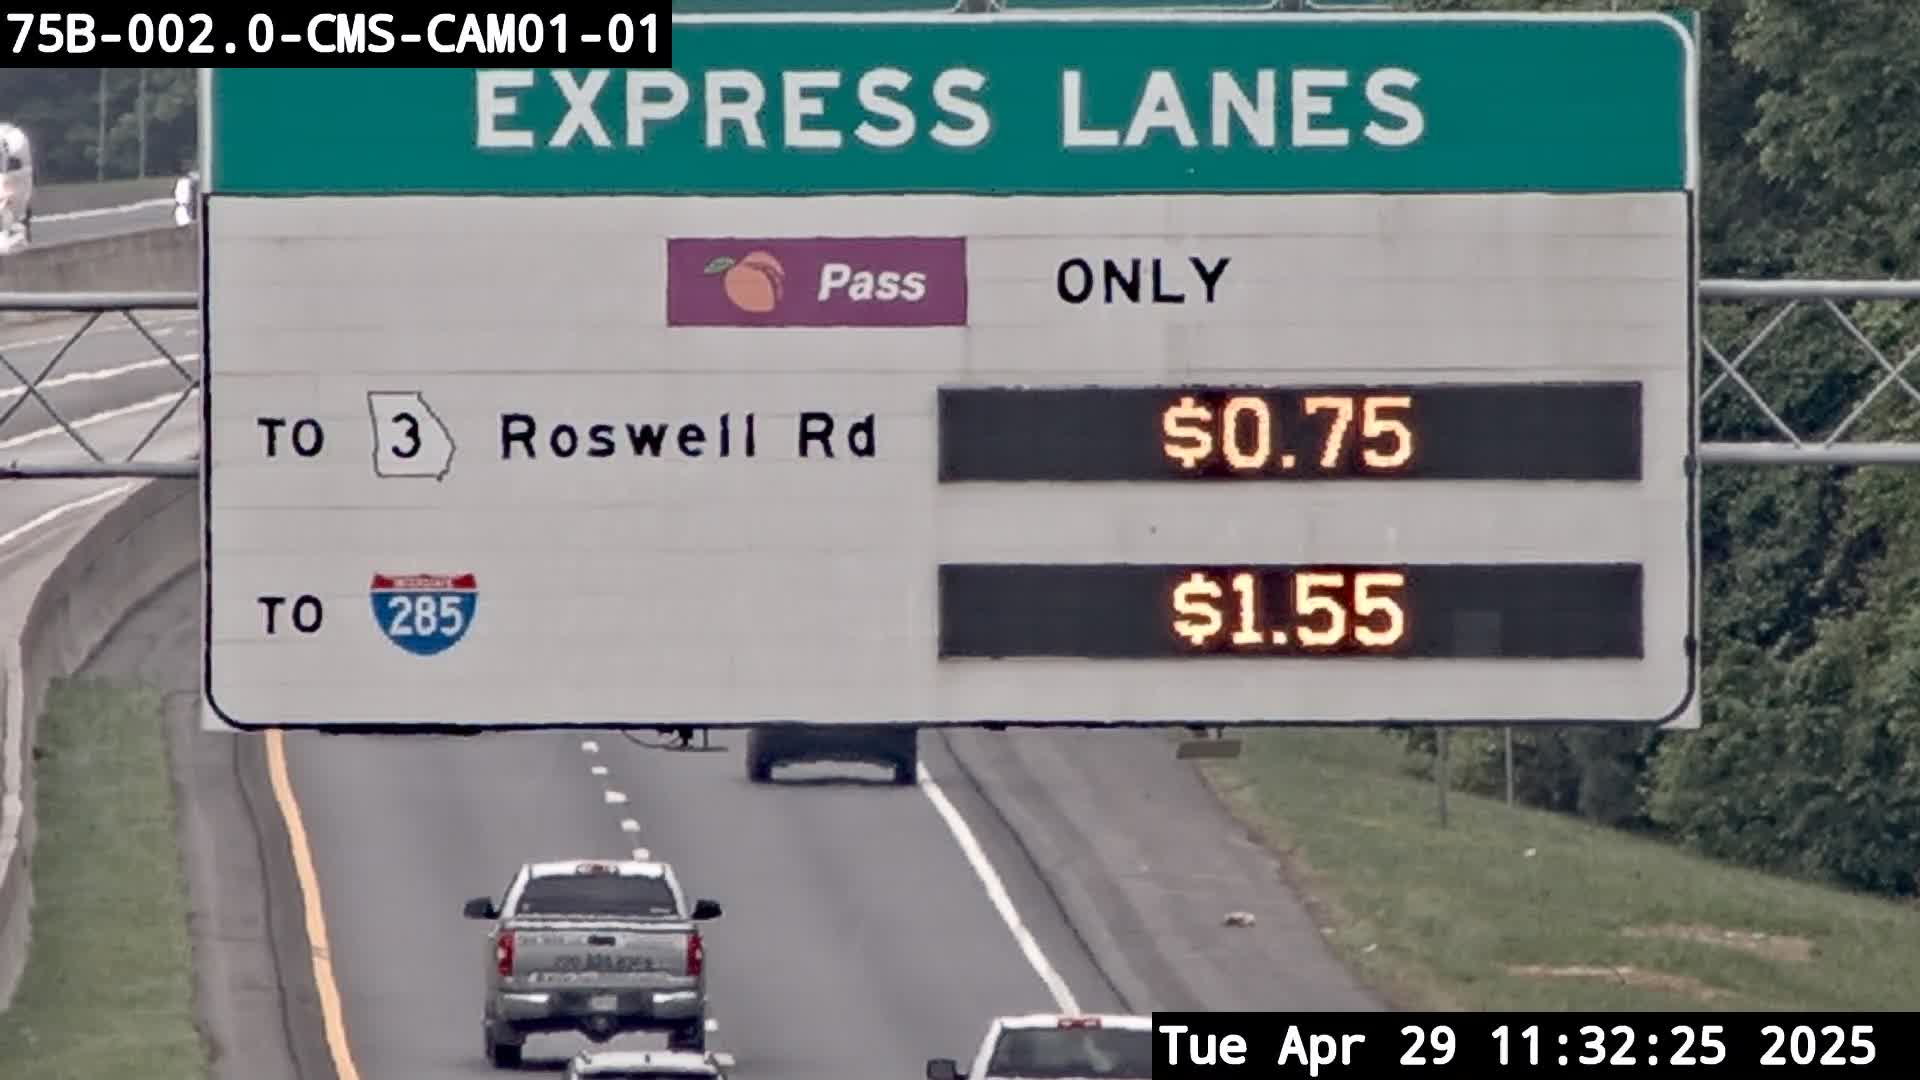 75B-002.0-CMS-CAM01-01
EXPRESS LANES
Pass ONLY
TO 3 Roswell Rd $0.75
INTERSTATE
TO 285 $1.55
Tue Apr 29 11:32:25 2025